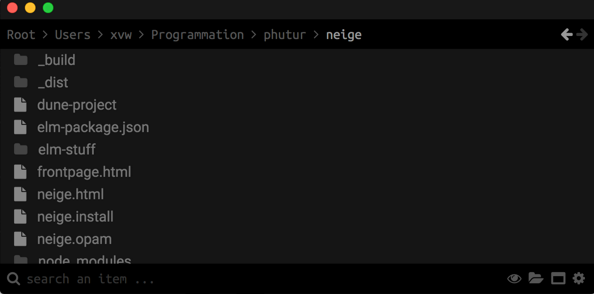 Root > Users > xvw > Programmation > phutur > neige
_build
_dist
dune-project
elm-package.json
elm-stuff
frontpage.html
neige.html
neige.install
neige.opam
node_modules
search an item ...